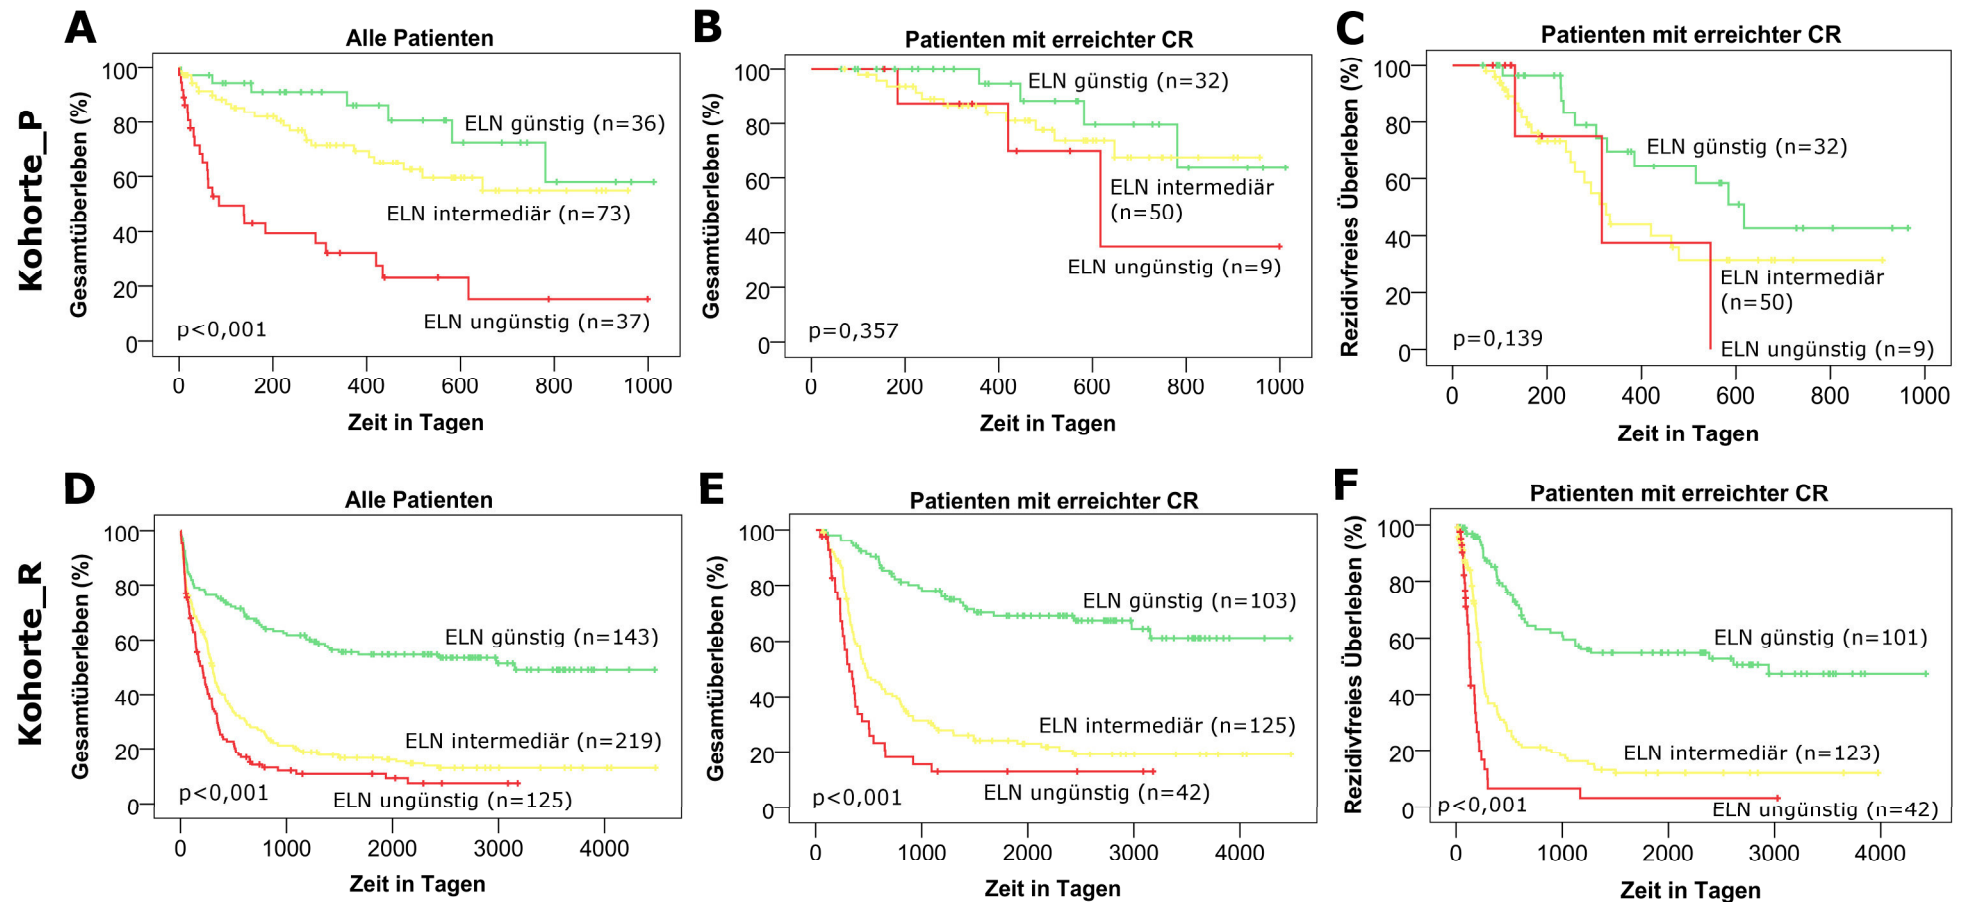 Kohorte_P
A
Alle Patienten
Gesamtüberleben (%)
100
80
60
40
20
0
ELN günstig (n=36)
ELN intermediär (n=73)
ELN ungünstig (n=37)
p<0,001
0 200 400 600 800 1000
Zeit in Tagen
B
Patienten mit erreichter CR
Gesamtüberleben (%)
100
80
60
40
20
0
ELN günstig (n=32)
ELN intermediär
(n=50)
ELN ungünstig (n=9)
p=0,357
0 200 400 600 800 1000
Zeit in Tagen
C
Patienten mit erreichter CR
Rezidivfreies Überleben (%)
100
80
60
40
20
0
ELN günstig (n=32)
ELN intermediär
(n=50)
ELN ungünstig (n=9)
p=0,139
0 200 400 600 800 1000
Zeit in Tagen
Kohorte_R
D
Alle Patienten
Gesamtüberleben (%)
100
80
60
40
20
0
ELN günstig (n=143)
ELN intermediär (n=219)
ELN ungünstig (n=125)
p<0,001
0 1000 2000 3000 4000
Zeit in Tagen
E
Patienten mit erreichter CR
Gesamtüberleben (%)
100
80
60
40
20
0
ELN günstig (n=103)
ELN intermediär (n=125)
ELN ungünstig (n=42)
p<0,001
0 1000 2000 3000 4000
Zeit in Tagen
F
Patienten mit erreichter CR
Rezidivfreies Überleben (%)
100
80
60
40
20
0
ELN günstig (n=101)
ELN intermediär (n=123)
ELN ungünstig (n=42)
p<0,001
0 1000 2000 3000 4000
Zeit in Tagen